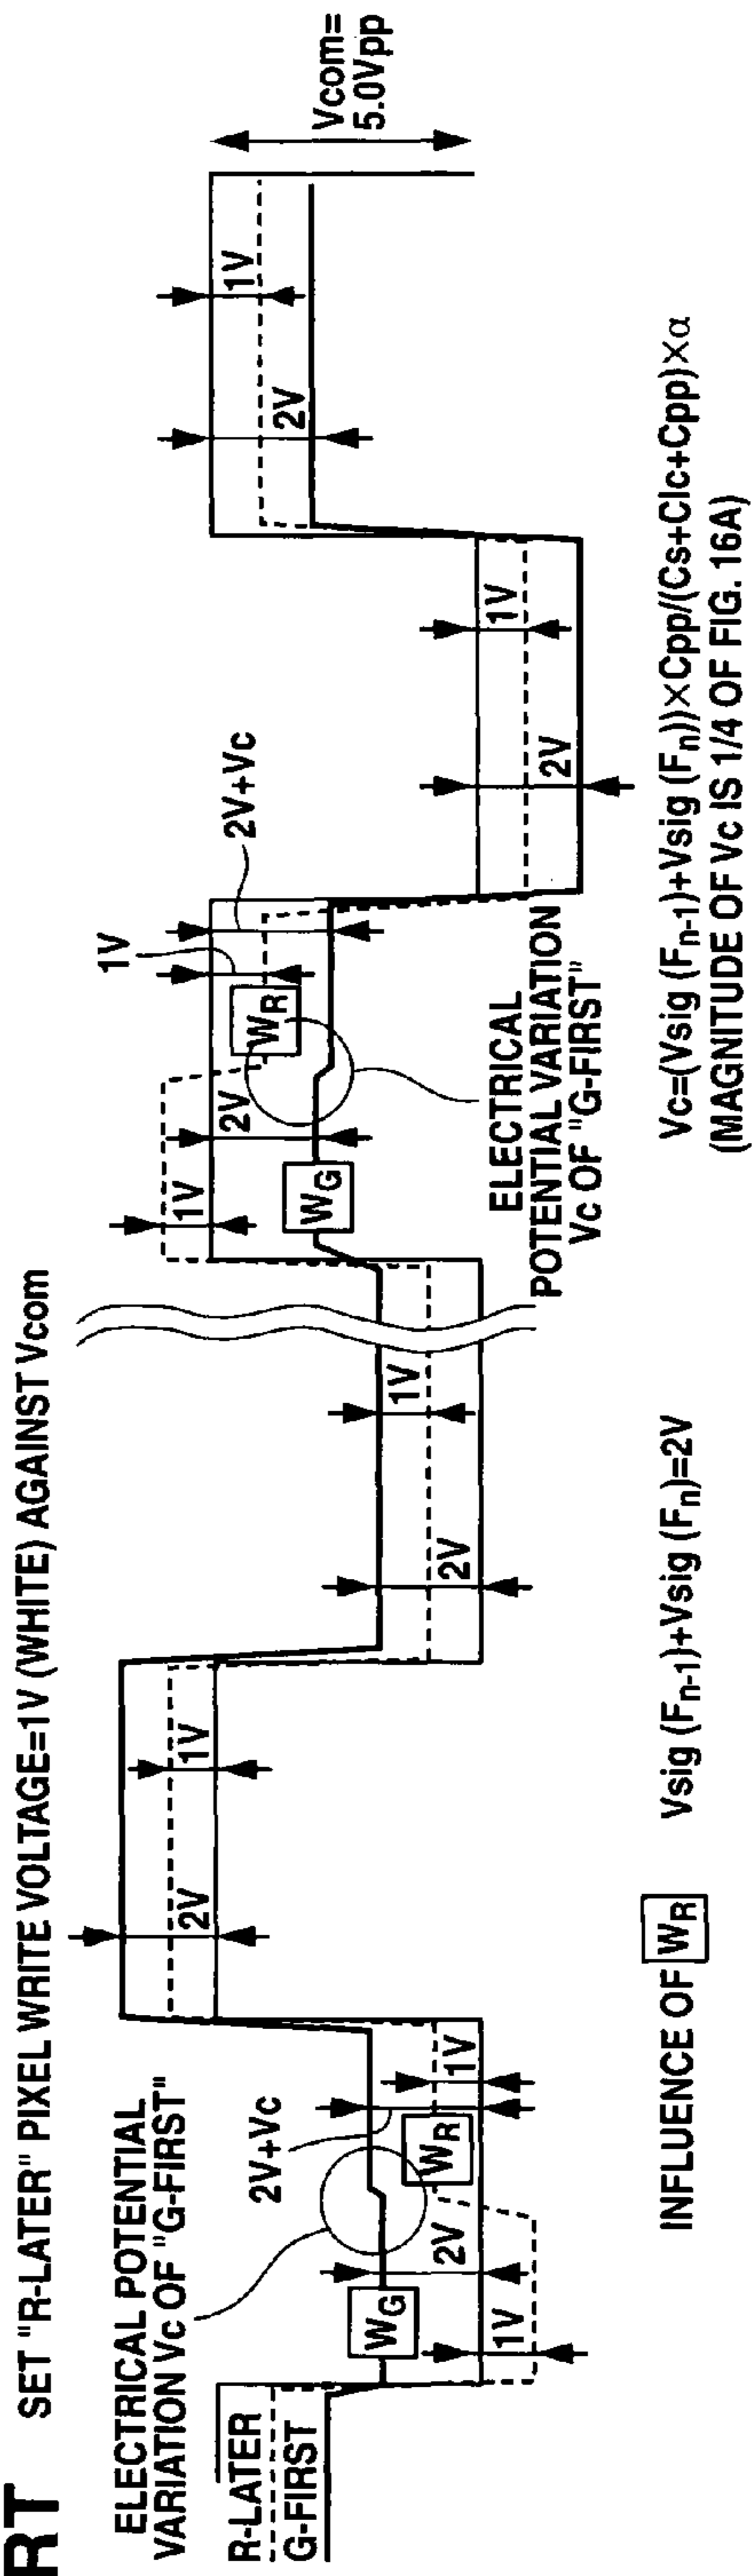 RT
SET "R-LATER" PIXEL WRITE VOLTAGE=1V (WHITE) AGAINST Vcom
ELECTRICAL POTENTIAL
VARIATION Vc OF "G-FIRST"
R-LATER
G-FIRST
WG
1V
2V
WR
2V+Vc
1V
2V
1V
2V
1V
1V
WG
2V
WR
1V
2V+Vc
ELECTRICAL
POTENTIAL VARIATION
Vc OF "G-FIRST"
2V
1V
2V
1V
Vcom=
5.0Vpp
INFLUENCE OF WR
Vsig (Fn-1)+Vsig (Fn)=2V
Vc=(Vsig (Fn-1)+Vsig (Fn))×Cpp/(Cs+Clc+Cpp)×α
(MAGNITUDE OF Vc IS 1/4 OF FIG. 16A)